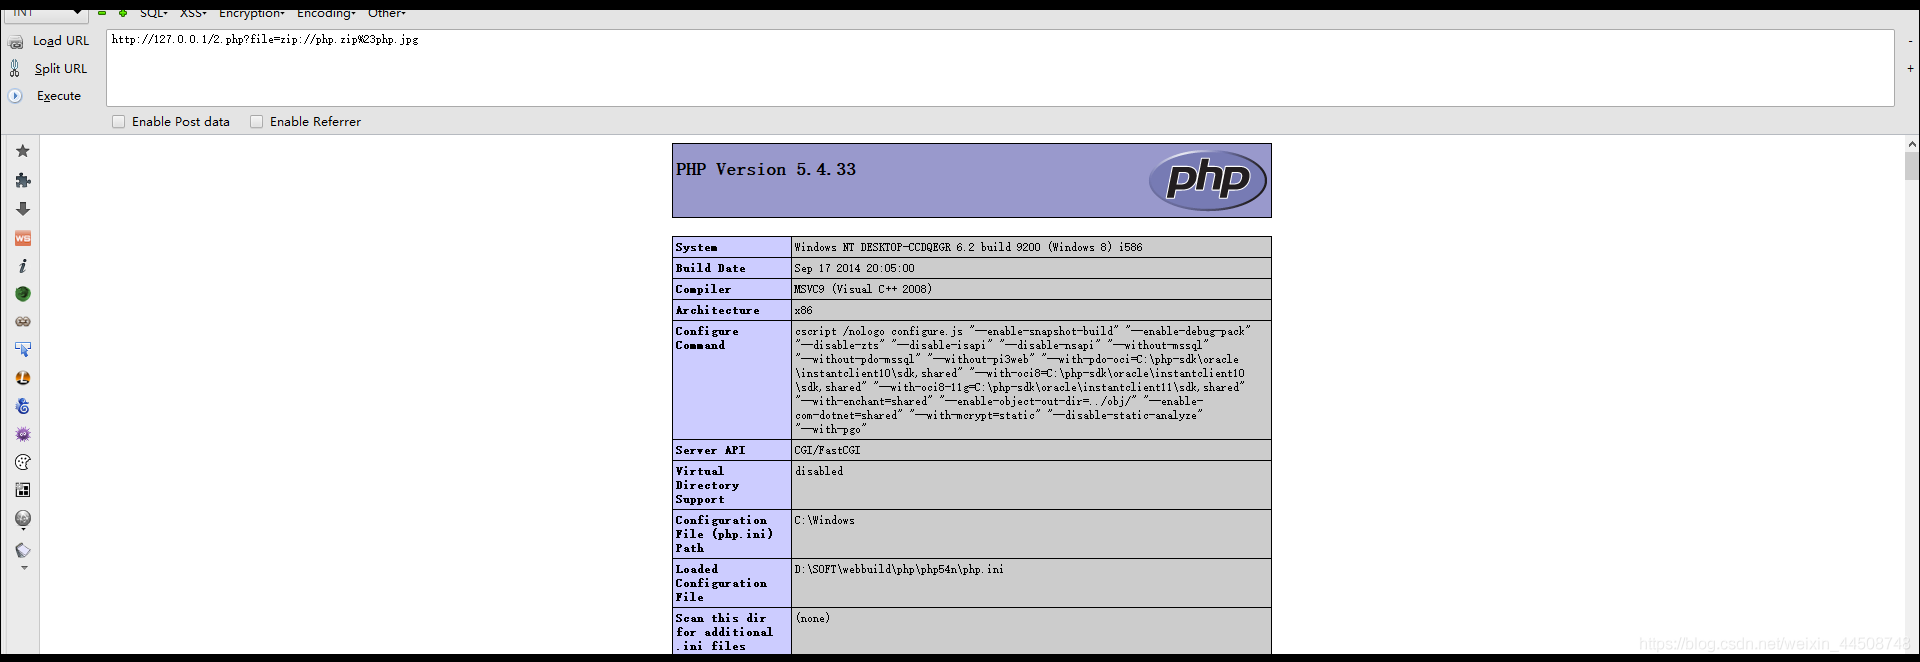 INT SQL▾ XSS▾ Encryption▾ Encoding▾ Other▾
Load URL
http://127.0.0.1/2.php?file=zip://php.zip%23php.jpg
-
Split URL
+
Execute
Enable Post data Enable Referrer
PHP Version 5.4.33
php
System Windows NT DESKTOP-CCDQEGR 6.2 build 9200 (Windows 8) i586
Build Date Sep 17 2014 20:05:00
Compiler MSVC9 (Visual C++ 2008)
Architecture x86
Configure
Command
cscript /nologo configure.js "--enable-snapshot-build" "--enable-debug-pack"
"--disable-zts" "--disable-isapi" "--disable-nsapi" "--without-mssql"
"--without-pdo-mssql" "--without-pi3web" "--with-pdo-oci=C:\php-sdk\oracle
\instantclient10\sdk,shared" "--with-oci8=C:\php-sdk\oracle\instantclient10
\sdk,shared" "--with-oci8-11g=C:\php-sdk\oracle\instantclient11\sdk,shared"
"--with-enchant=shared" "--enable-object-out-dir=../obj/" "--enable-
com-dotnet=shared" "--with-mcrypt=static" "--disable-static-analyze"
"--with-pgo"
Server API CGI/FastCGI
Virtual
Directory
Support
disabled
Configuration
File (php.ini)
Path
C:\Windows
Loaded
Configuration
File
D:\SOFT\webbuild\php\php54n\php.ini
Scan this dir
for additional
.ini files
(none)
https://blog.csdn.net/weixin_44508748